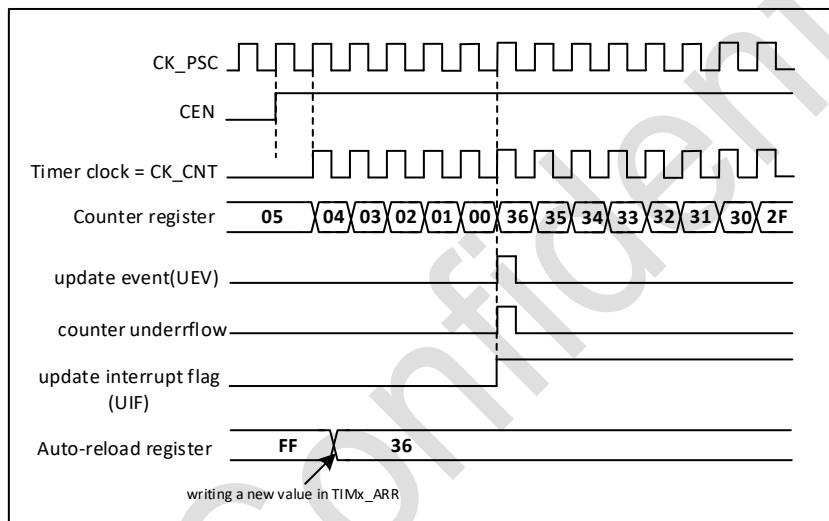 CK_PSC
CEN
Timer clock = CK_CNT
Counter register 05 04 03 02 01 00 36 35 34 33 32 31 30 2F
update event(UEV)
counter underrflow
update interrupt flag
(UIF)
Auto-reload register FF 36
writing a new value in TIMx_ARR
Confident